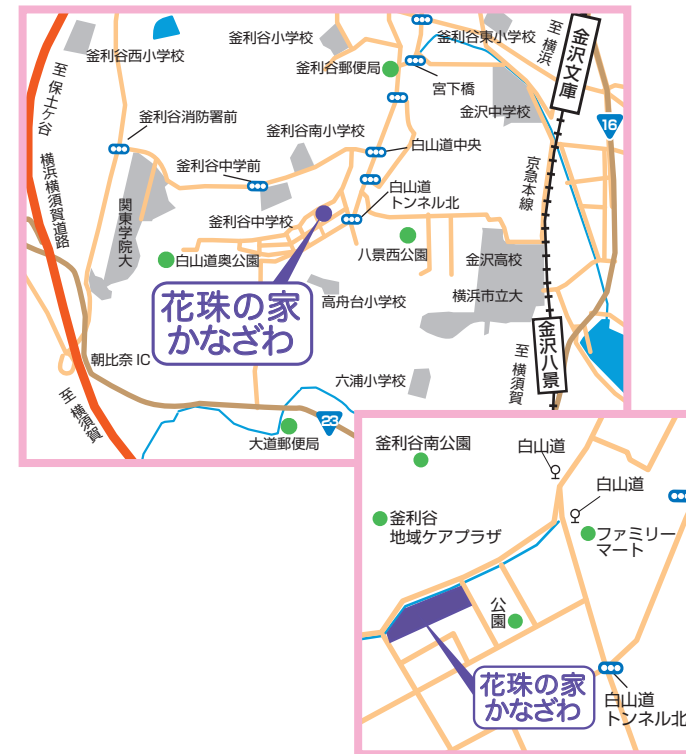 釜利谷小学校
釜利谷東小学校
至 横浜
金沢文庫
釜利谷西小学校
釜利谷郵便局
宮下橋
至 保土ケ谷
横浜横須賀道路
釜利谷消防署前
金沢中学校
16
釜利谷南小学校
白山道中央
釜利谷中学前
京急本線
関東学院大
白山道
トンネル北
釜利谷中学校
白山道奥公園
八景西公園
金沢高校
花珠の家
かなざわ
高舟台小学校
横浜市立大
金沢八景
朝比奈 IC
至 横須賀
六浦小学校
至 横須賀
23
大道郵便局
釜利谷南公園
白山道
白山道
釜利谷
地域ケアプラザ
ファミリー
マート
公園
花珠の家
かなざわ
白山道
トンネル北